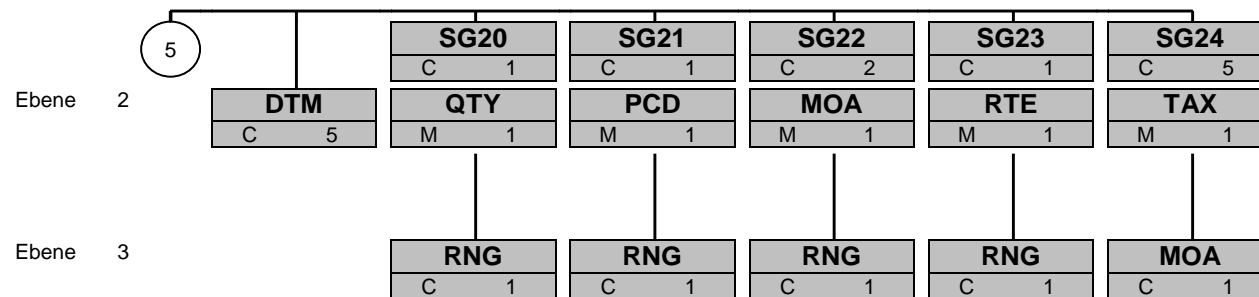 5
SG20 SG21 SG22 SG23 SG24
C 1 C 1 C 2 C 1 C 5
Ebene 2 DTM QTY PCD MOA RTE TAX
C 5 M 1 M 1 M 1 M 1 M 1
Ebene 3 RNG RNG RNG RNG MOA
C 1 C 1 C 1 C 1 C 1